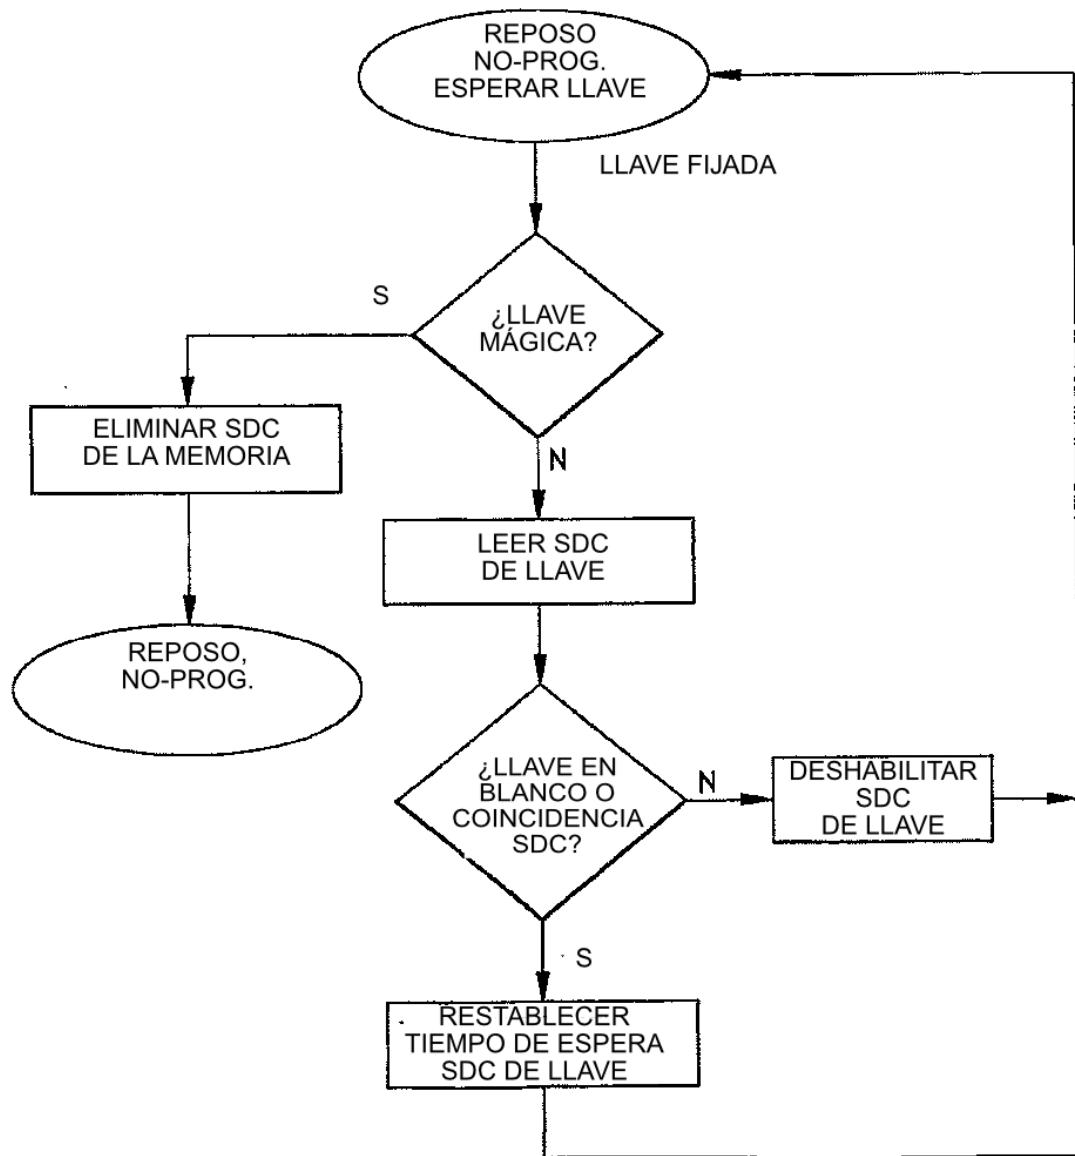 REPOSO
NO-PROG.
ESPERAR LLAVE
LLAVE FIJADA
S
¿LLAVE
MÁGICA?
ELIMINAR SDC
DE LA MEMORIA
N
LEER SDC
DE LLAVE
REPOSO,
NO-PROG.
¿LLAVE EN
BLANCO O
COINCIDENCIA
SDC?
N
DESHABILITAR
SDC
DE LLAVE
S
RESTABLECER
TIEMPO DE ESPERA
SDC DE LLAVE